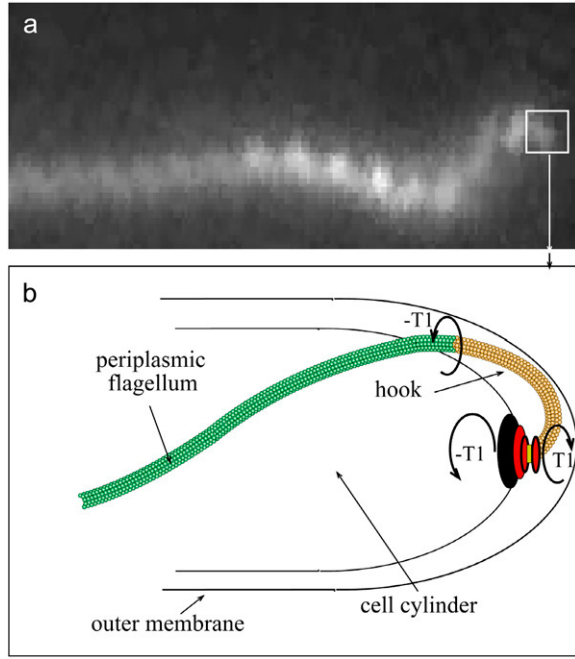 a
b
-T1
periplasmic
flagellum
hook
-T1
T1
cell cylinder
outer membrane